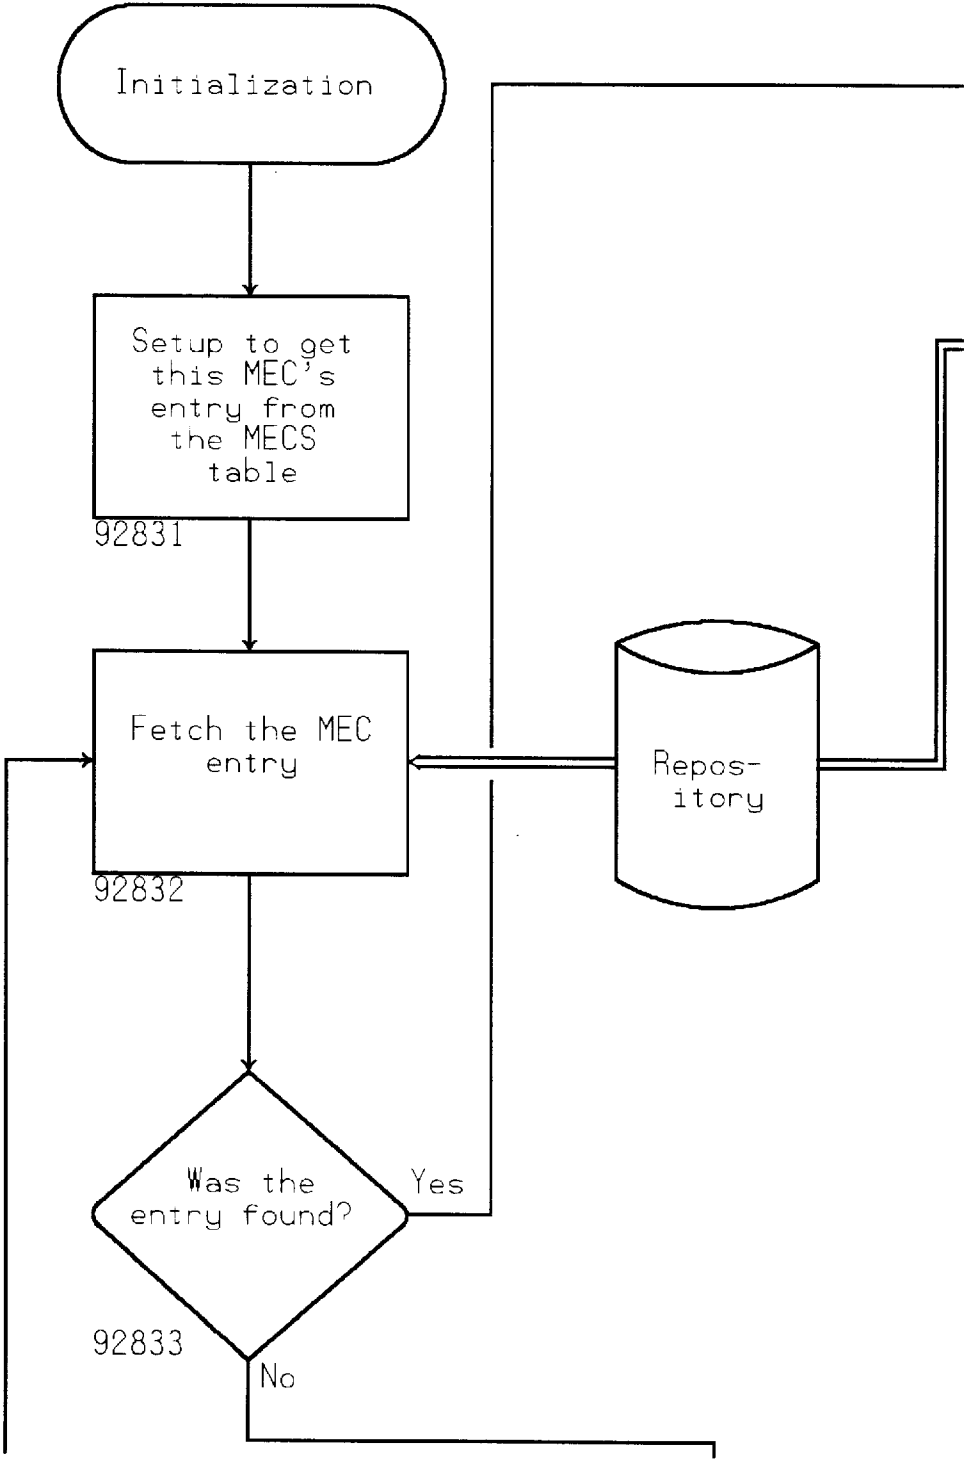 Initialization
Setup to get
this MEC's
entry from
the MECS
table
92831
Fetch the MEC
entry
92832
Repos-
itory
Was the
entry found?
Yes
92833
No